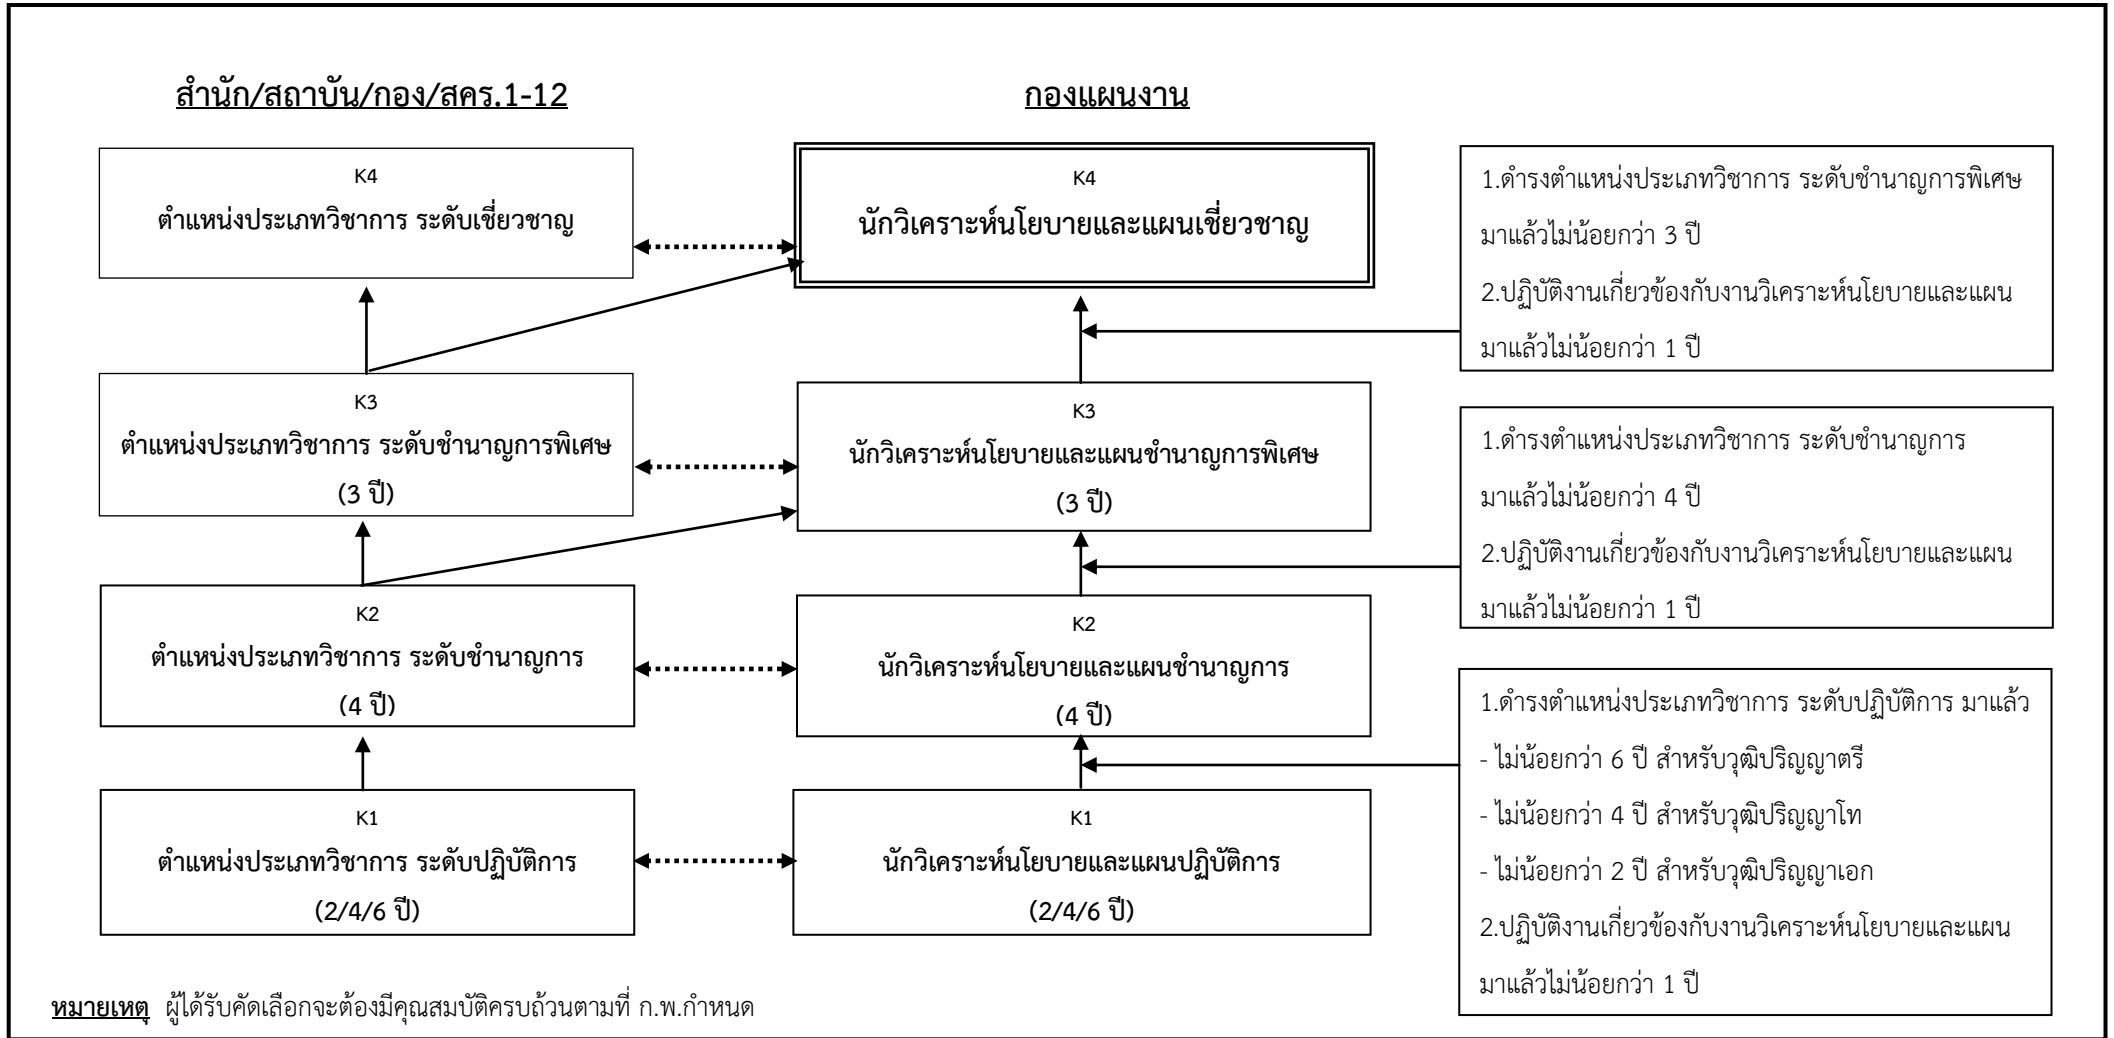 สำนัก/สถาบัน/กอง/สคร.1-12
กองแผนงาน
K4
ตำแหน่งประเภทวิชาการ ระดับเชี่ยวชาญ
K4
นักวิเคราะห์นโยบายและแผนเชี่ยวชาญ
1.ดำรงตำแหน่งประเภทวิชาการ ระดับชำนาญการพิเศษ
มาแล้วไม่น้อยกว่า 3 ปี
2.ปฏิบัติงานเกี่ยวข้องกับงานวิเคราะห์นโยบายและแผน
มาแล้วไม่น้อยกว่า 1 ปี
K3
ตำแหน่งประเภทวิชาการ ระดับชำนาญการพิเศษ
(3 ปี)
K3
นักวิเคราะห์นโยบายและแผนชำนาญการพิเศษ
(3 ปี)
1.ดำรงตำแหน่งประเภทวิชาการ ระดับชำนาญการ
มาแล้วไม่น้อยกว่า 4 ปี
2.ปฏิบัติงานเกี่ยวข้องกับงานวิเคราะห์นโยบายและแผน
มาแล้วไม่น้อยกว่า 1 ปี
K2
ตำแหน่งประเภทวิชาการ ระดับชำนาญการ
(4 ปี)
K2
นักวิเคราะห์นโยบายและแผนชำนาญการ
(4 ปี)
1.ดำรงตำแหน่งประเภทวิชาการ ระดับปฏิบัติการ มาแล้ว
- ไม่น้อยกว่า 6 ปี สำหรับวุฒิปริญญาตรี
- ไม่น้อยกว่า 4 ปี สำหรับวุฒิปริญญาโท
- ไม่น้อยกว่า 2 ปี สำหรับวุฒิปริญญาเอก
2.ปฏิบัติงานเกี่ยวข้องกับงานวิเคราะห์นโยบายและแผน
มาแล้วไม่น้อยกว่า 1 ปี
K1
ตำแหน่งประเภทวิชาการ ระดับปฏิบัติการ
(2/4/6 ปี)
K1
นักวิเคราะห์นโยบายและแผนปฏิบัติการ
(2/4/6 ปี)
หมายเหตุ ผู้ได้รับคัดเลือกจะต้องมีคุณสมบัติครบถ้วนตามที่ ก.พ.กำหนด